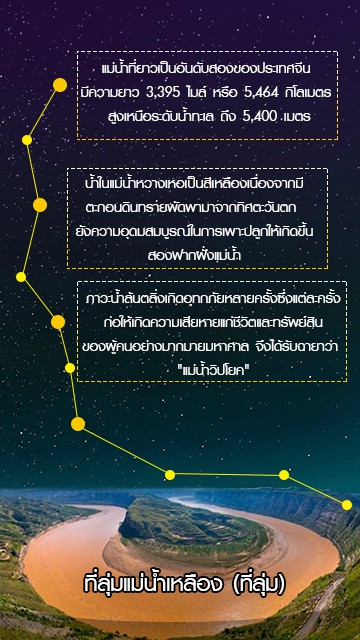 แม่น้ำที่ยาวเป็นอันดับสองของประเทศจีน
มีความยาว 3,395 ไมล์ หรือ 5,464 กิโลเมตร
สูงเหนือระดับน้ำทะเล ถึง 5,400 เมตร
น้ำในแม่น้ำหวางเหอเป็นสีเหลืองเนื่องจากมี
ตะกอนดินทรายพัดพามาจากทิศตะวันตก
ยังความอุดมสมบูรณ์ในการเพาะปลูกให้เกิดขึ้น
สองฟากฝั่งแม่น้ำ
ภาวะน้ำล้นตลิ่งเกิดอุทกภัยหลายครั้งซึ่งแต่ละครั้ง
ก่อให้เกิดความเสียหายแก่ชีวิตและทรัพย์สิน
ของผู้คนอย่างมากมายมหาศาล จึงได้รับฉายาว่า
"แม่น้ำวิปโยค"
ที่ลุ่มแม่น้ำเหลือง (ที่ลุ่ม)